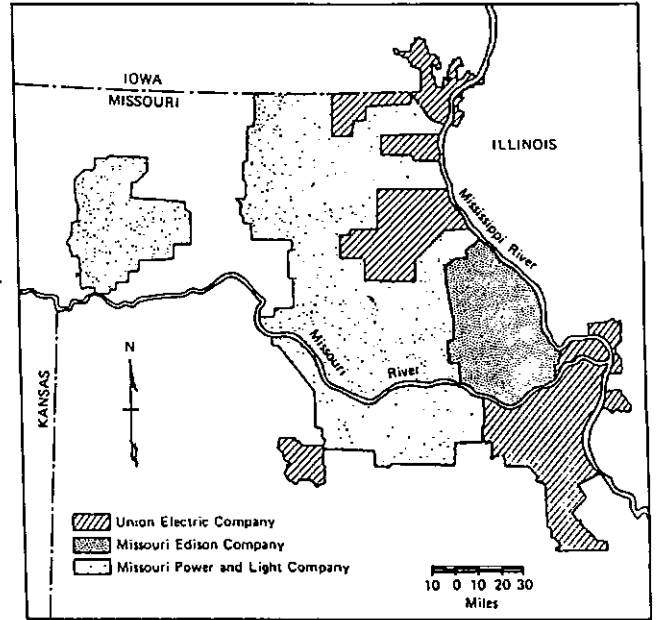 IOWA
MISSOURI
ILLINOIS
Mississippi River
Missouri
River
KANSAS
N
Union Electric Company
Missouri Edison Company
Missouri Power and Light Company
10 0 10 20 30
Miles